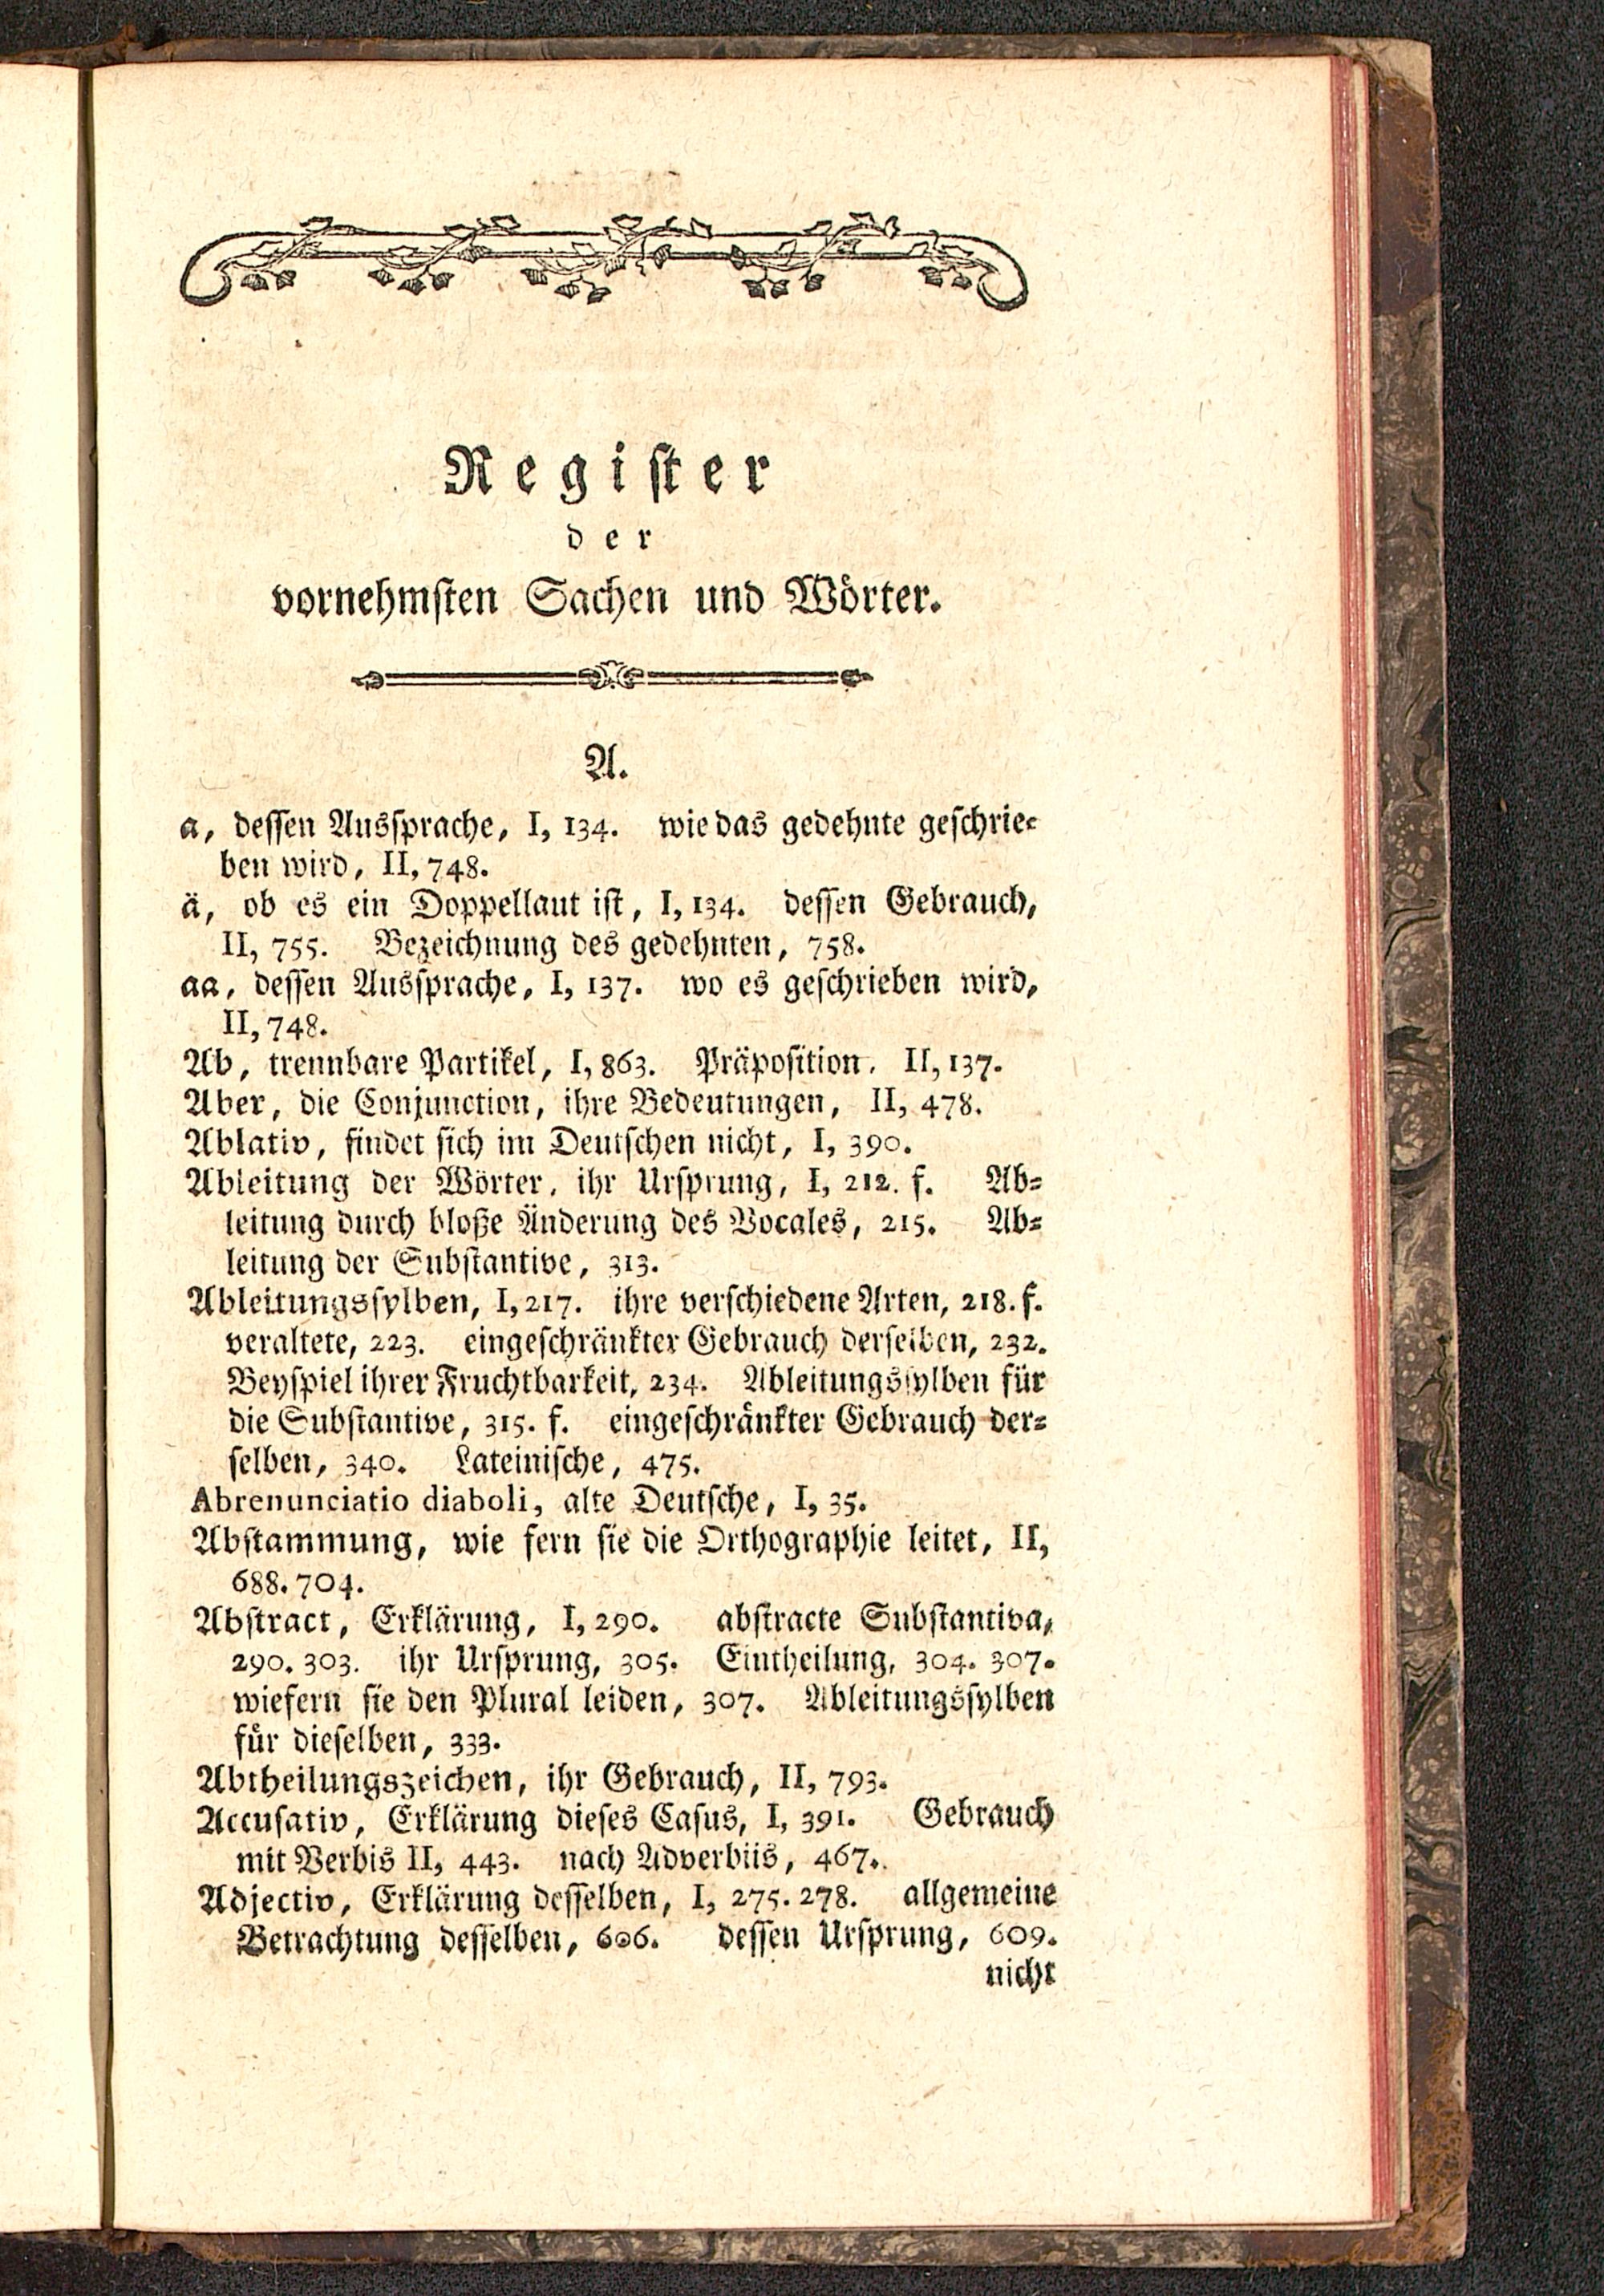 Register
der
vornehmsten Sachen und Wörter.
A.
a, dessen Aussprache, I, 134. wie das gedehnte geschrie-
ben wird, II, 748.
ä, ob es ein Doppellaut ist, I, 134. dessen Gebrauch,
II, 755. Bezeichnung des gedehnten, 758.
aa, dessen Aussprache, I, 137. wo es geschrieben wird,
II, 748.
Ab, trennbare Partikel, I, 863. Präposition. II, 137.
Aber, die Conjunction, ihre Bedeutungen, II, 478.
Ablativ, findet sich im Deutschen nicht, I, 390.
Ableitung der Wörter, ihr Ursprung, I, 212. f. Ab-
leitung durch bloße Änderung des Vocales, 215. Ab-
leitung der Substantive, 313.
Ableitungssylben, I, 217. ihre verschiedene Arten, 218. f.
veraltete, 223. eingeschränkter Gebrauch derselben, 232.
Beyspiel ihrer Fruchtbarkeit, 234. Ableitungssylben für
die Substantive, 315. f. eingeschränkter Gebrauch der-
selben, 340. Lateinische, 475.
Abrenunciatio diaboli, alte Deutsche, I, 35.
Abstammung, wie fern sie die Orthographie leitet, II,
688. 704.
Abstract, Erklärung, I, 290. abstracte Substantiva,
290. 303. ihr Ursprung, 305. Eintheilung, 304. 307.
wiefern sie den Plural leiden, 307. Ableitungssylben
für dieselben, 333.
Abtheilungszeichen, ihr Gebrauch, II, 793.
Accusativ, Erklärung dieses Casus, I, 391. Gebrauch
mit Verbis II, 443. nach Adverbiis, 467.
Adjectiv, Erklärung desselben, I, 275. 278. allgemeine
Betrachtung desselben, 606. dessen Ursprung, 609.
nicht